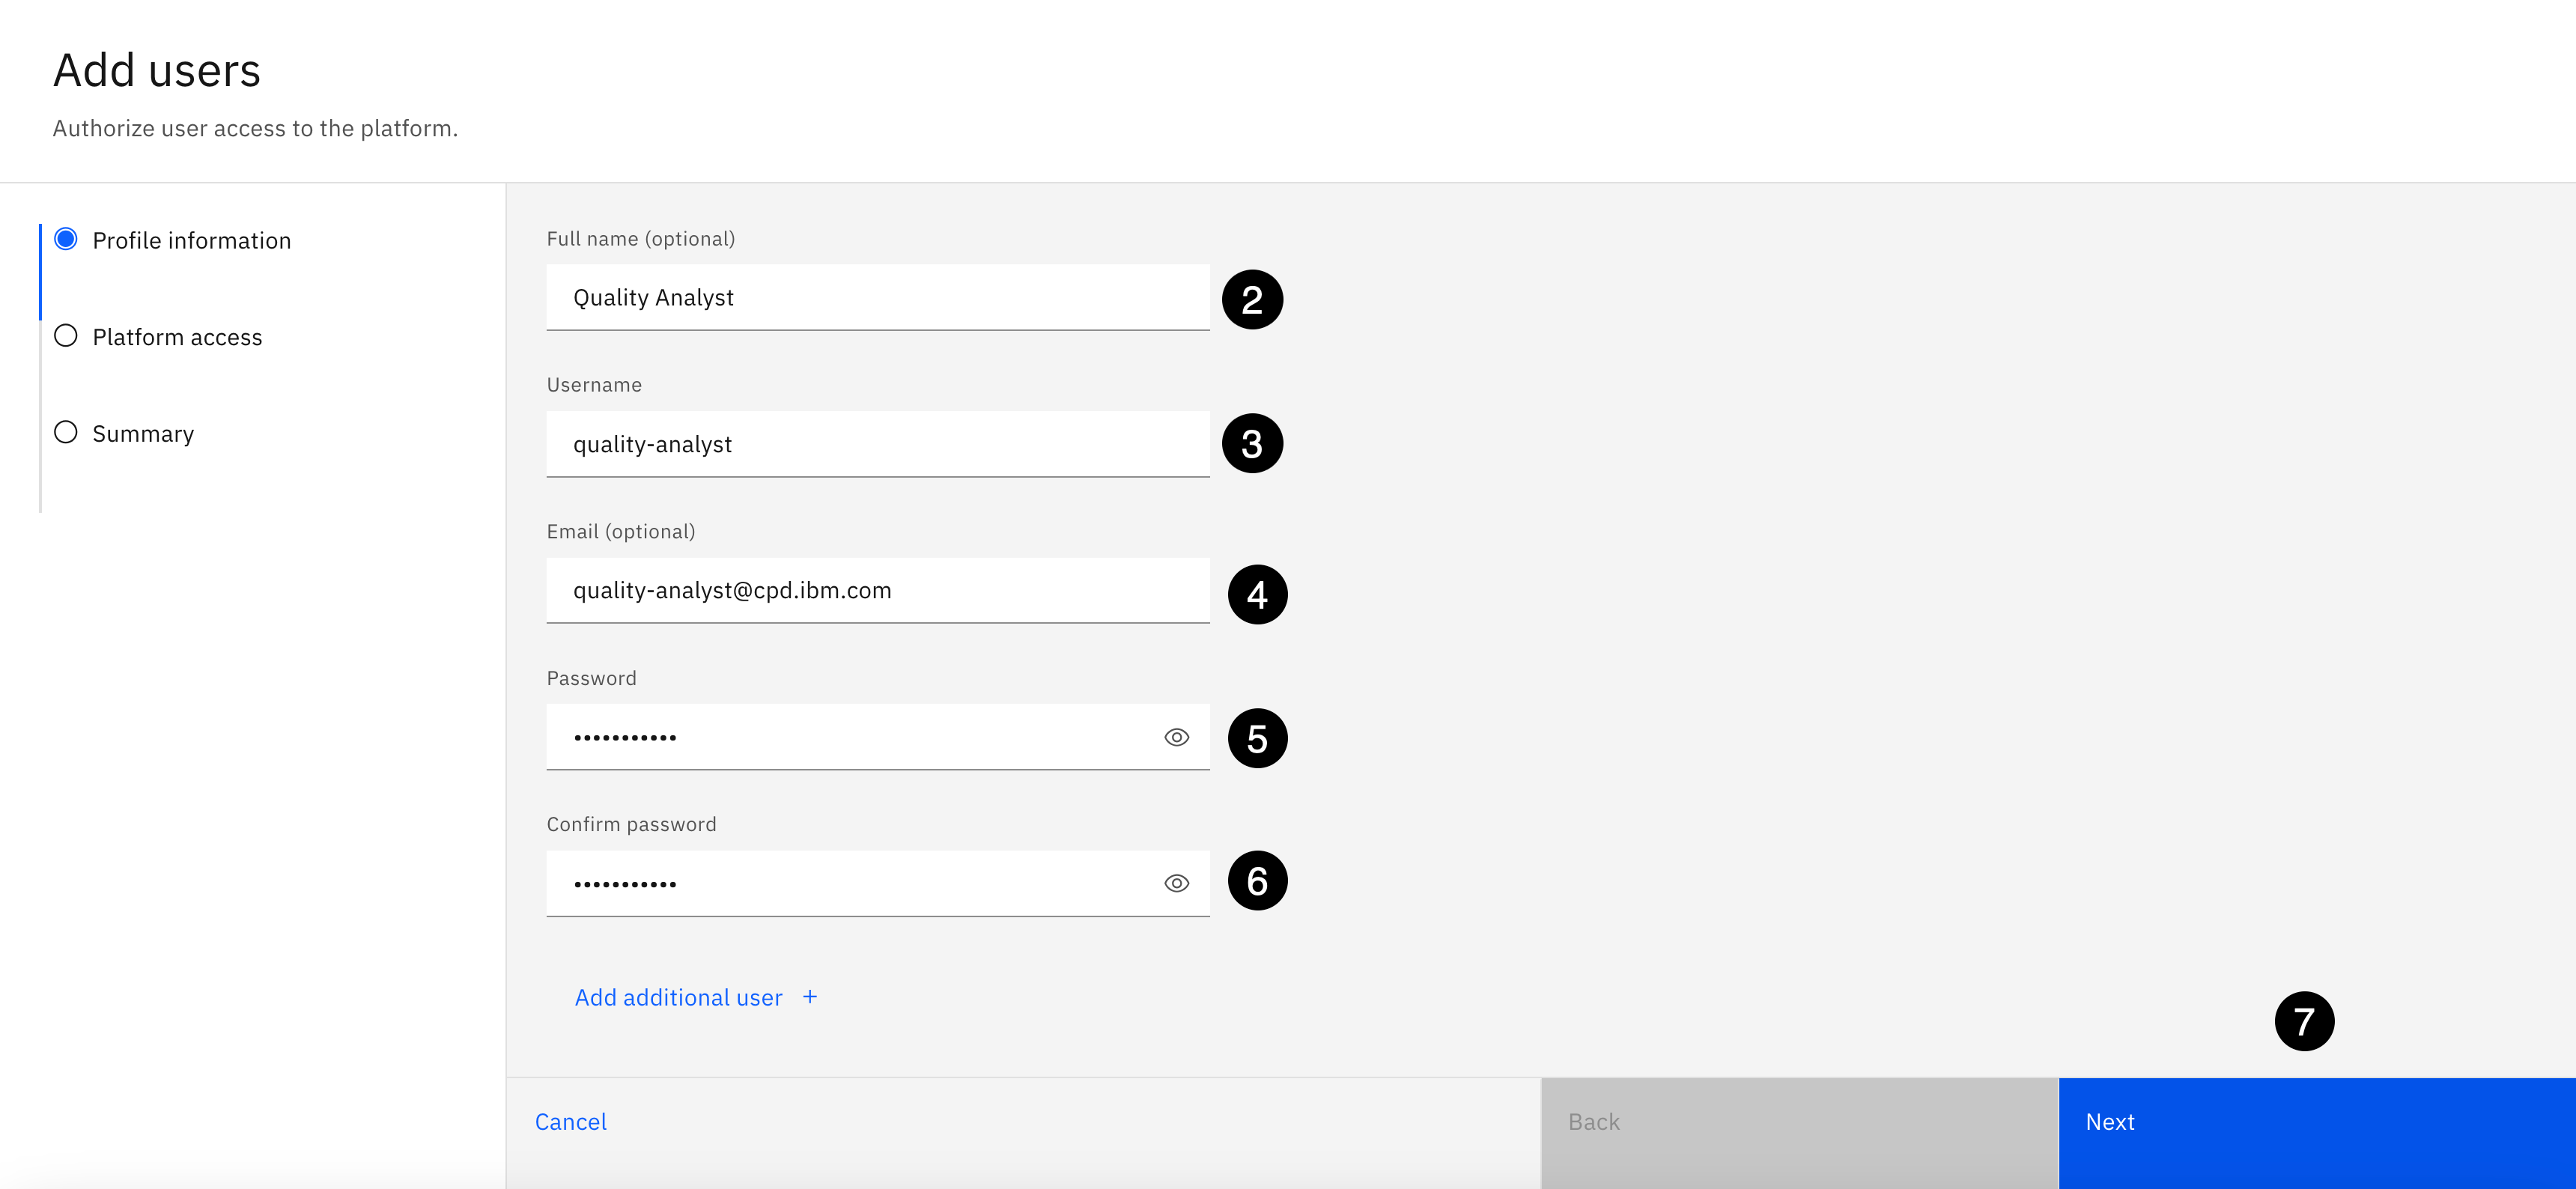 Add users
Authorize user access to the platform.
Profile information
Platform access
Summary
Full name (optional)
Quality Analyst
2
Username
quality-analyst
3
Email (optional)
quality-analyst@cpd.ibm.com
4
Password
•••••••••••
5
Confirm password
•••••••••••
6
Add additional user +
7
Cancel
Back
Next